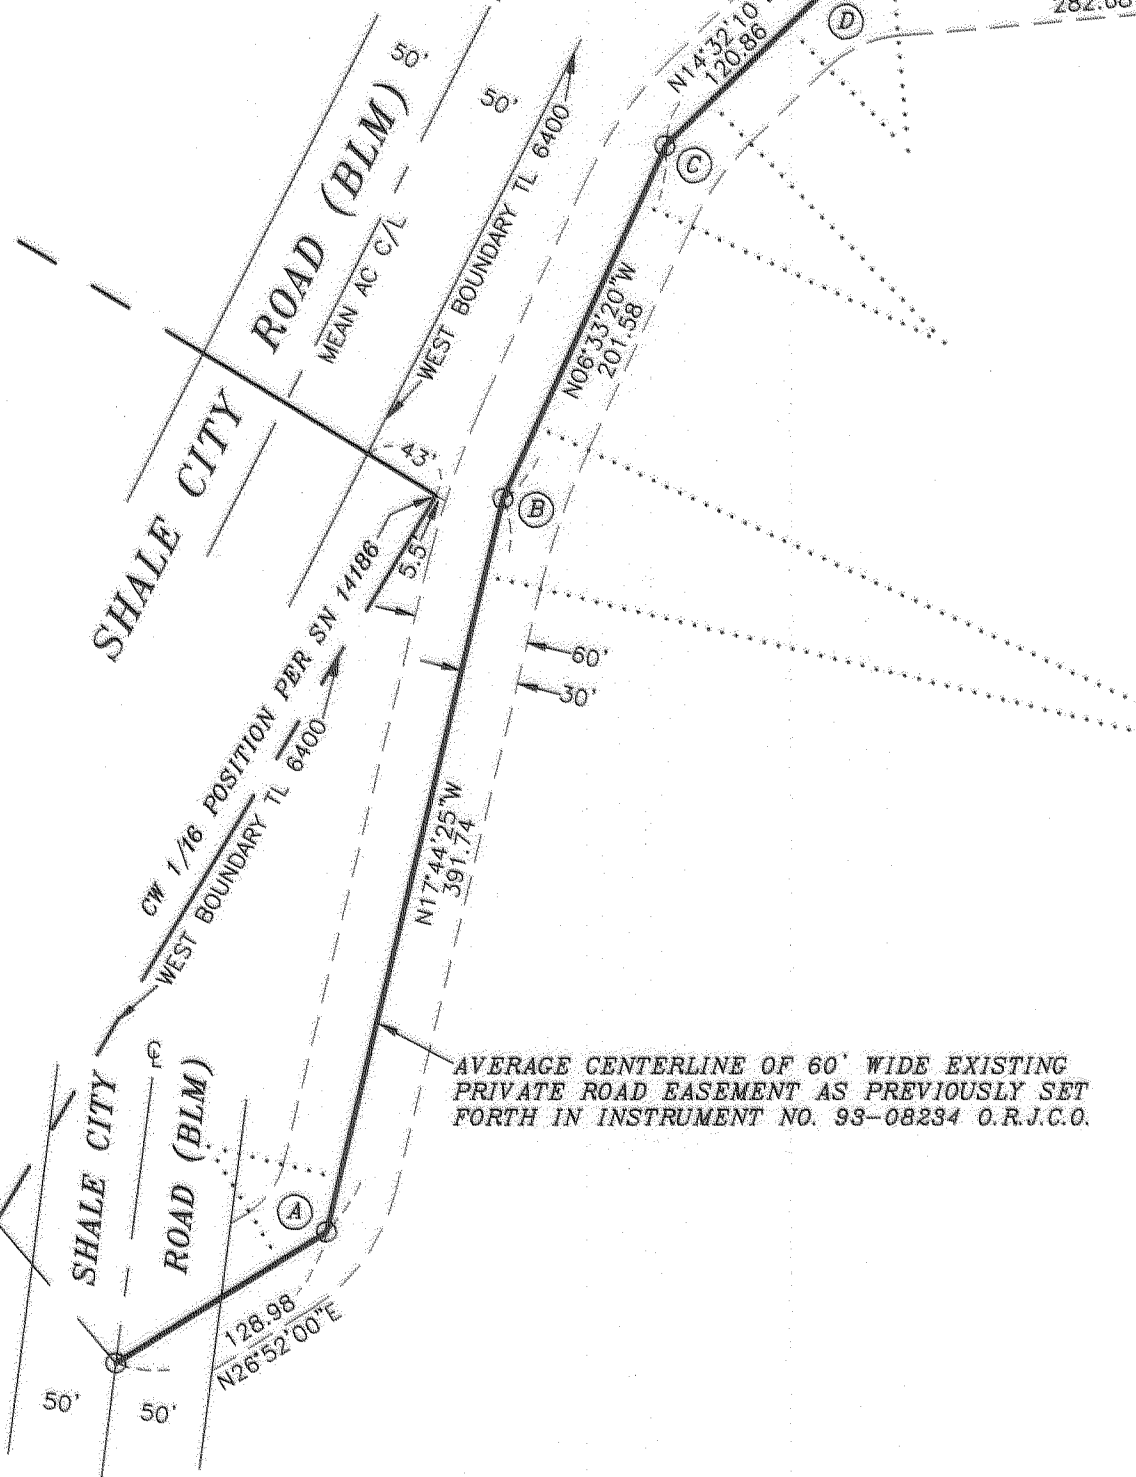 282.68
D
N14°32'10
120.86
50'
50'
SHALE CITY ROAD (BLM)
MEAN AC C/L
WEST BOUNDARY TL 6400
C
N06°33'20"W
201.58
43'
B
5.5'
CW 1/16 POSITION PER SN 14186
WEST BOUNDARY TL 6400
60'
30'
N17°44'25"W
391.74
AVERAGE CENTERLINE OF 60' WIDE EXISTING
PRIVATE ROAD EASEMENT AS PREVIOUSLY SET
FORTH IN INSTRUMENT NO. 93-08234 O.R.J.C.O.
℄
SHALE CITY
ROAD (BLM)
A
128.98
N26°52'00"E
50'
50'